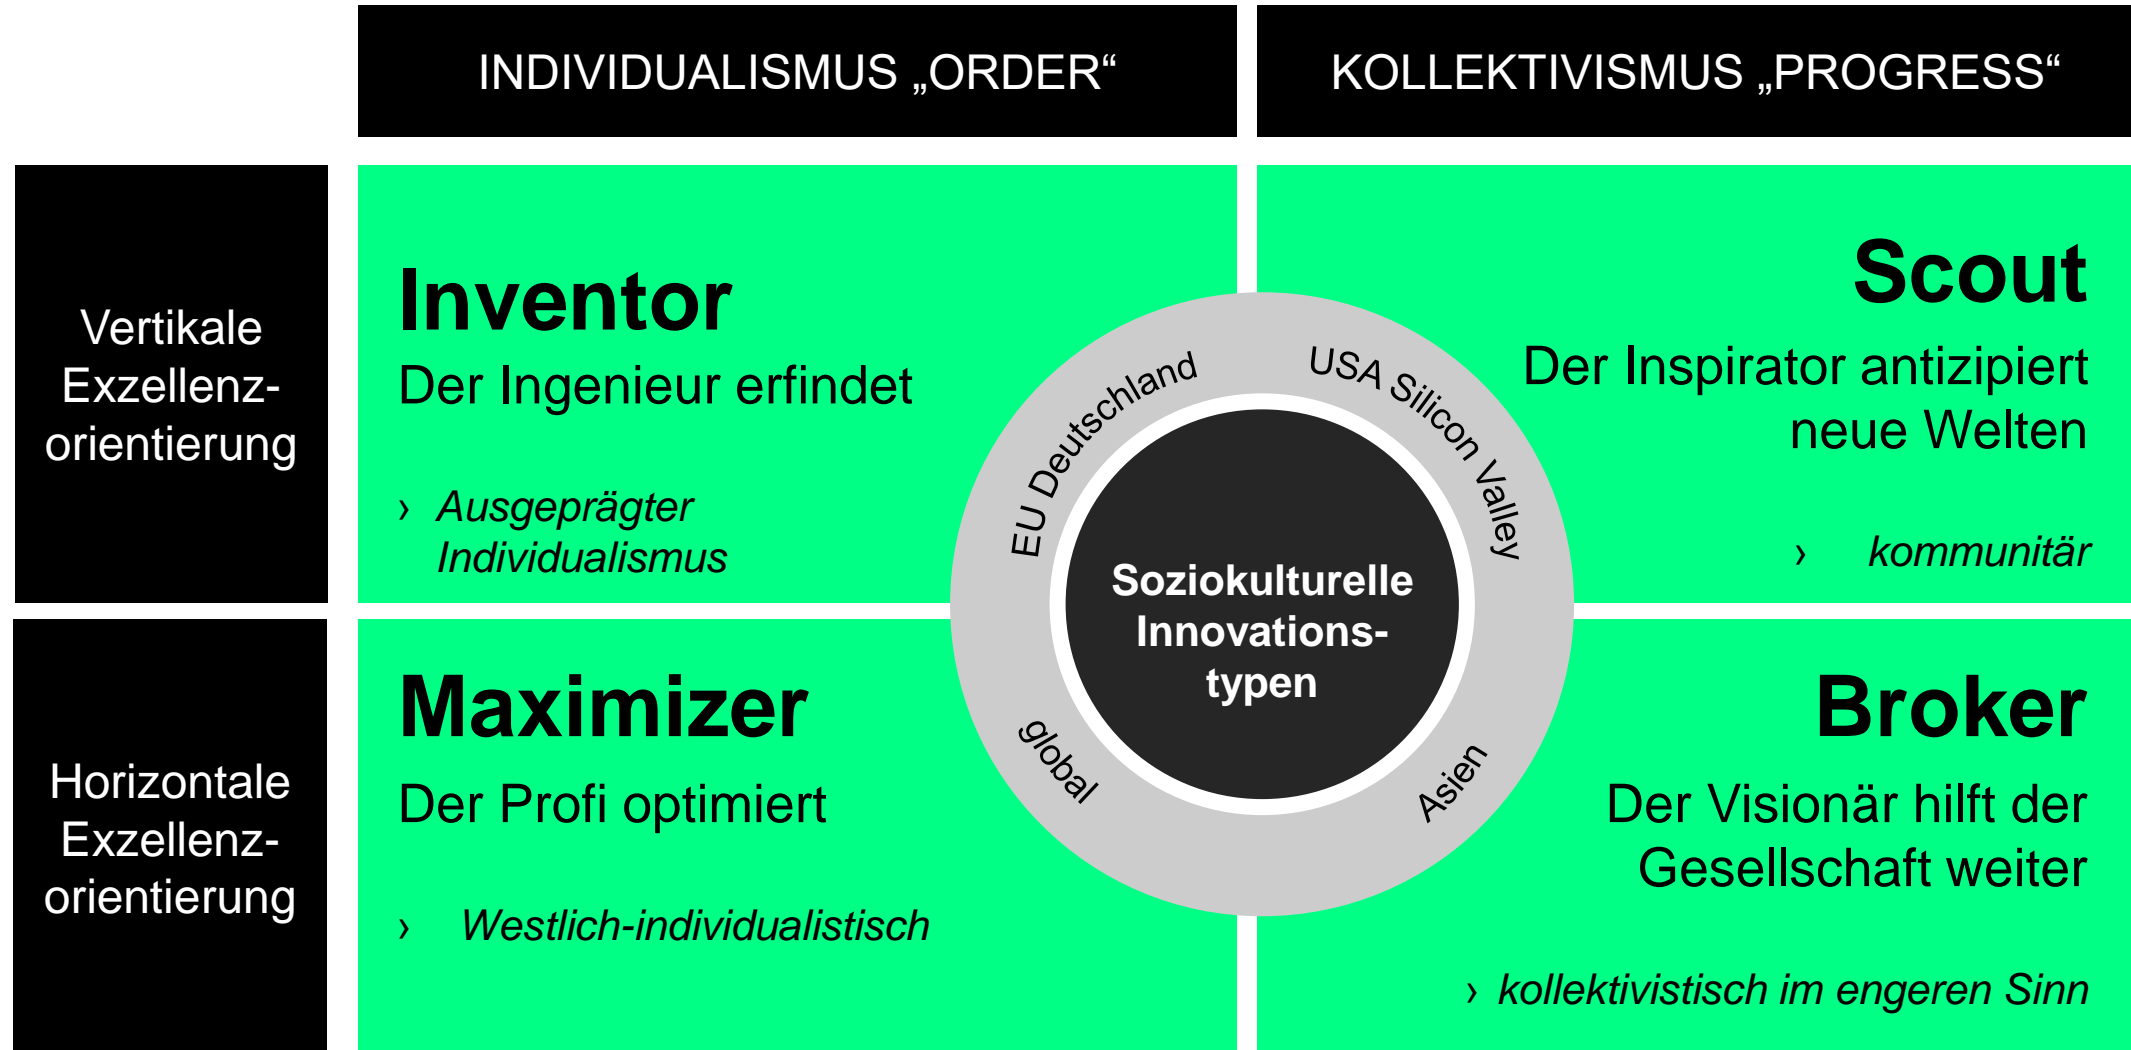 INDIVIDUALISMUS „ORDER“
KOLLEKTIVISMUS „PROGRESS“
Vertikale
Exzellenz-
orientierung
Inventor
Der Ingenieur erfindet
› Ausgeprägter
Individualismus
Scout
Der Inspirator antizipiert
neue Welten
› kommunitär
EU Deutschland
USA Silicon Valley
Soziokulturelle
Innovations-
typen
global
Asien
Horizontale
Exzellenz-
orientierung
Maximizer
Der Profi optimiert
› Westlich-individualistisch
Broker
Der Visionär hilft der
Gesellschaft weiter
› kollektivistisch im engeren Sinn